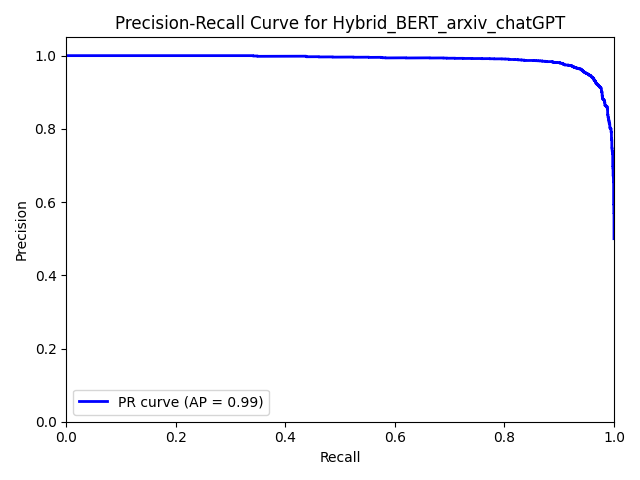 Precision-Recall Curve for Hybrid_BERT_arxiv_chatGPT
1.0
0.8
0.6
0.4
0.2
0.0
Precision
PR curve (AP = 0.99)
0.0 0.2 0.4 0.6 0.8 1.0
Recall